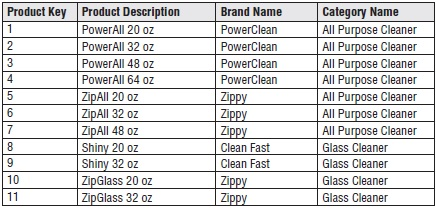 Product Key Product Description Brand Name Category Name
1 PowerAll 20 oz PowerClean All Purpose Cleaner
2 PowerAll 32 oz PowerClean All Purpose Cleaner
3 PowerAll 48 oz PowerClean All Purpose Cleaner
4 PowerAll 64 oz PowerClean All Purpose Cleaner
5 ZipAll 20 oz Zippy All Purpose Cleaner
6 ZipAll 32 oz Zippy All Purpose Cleaner
7 ZipAll 48 oz Zippy All Purpose Cleaner
8 Shiny 20 oz Clean Fast Glass Cleaner
9 Shiny 32 oz Clean Fast Glass Cleaner
10 ZipGlass 20 oz Zippy Glass Cleaner
11 ZipGlass 32 oz Zippy Glass Cleaner